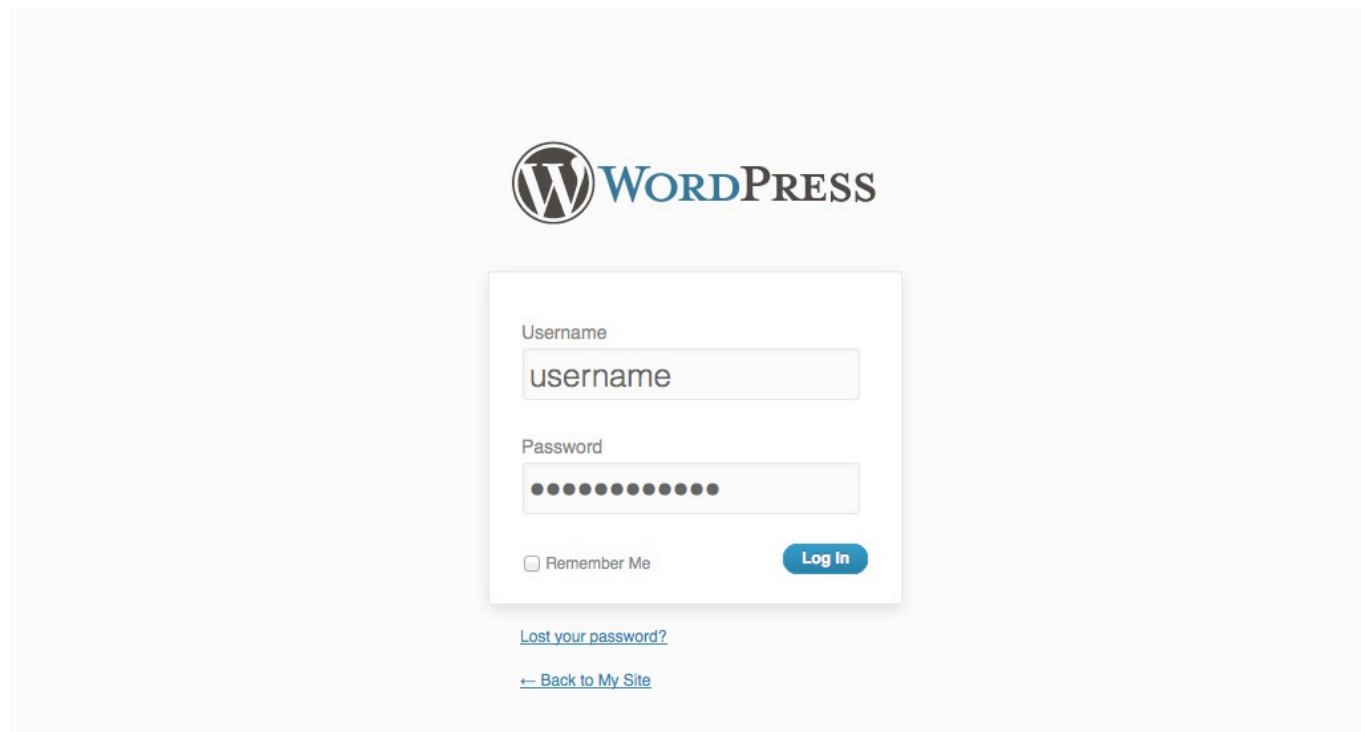 WORDPRESS
Username
username
Password
●●●●●●●●●●●●
Remember Me
Log In
Lost your password?
← Back to My Site